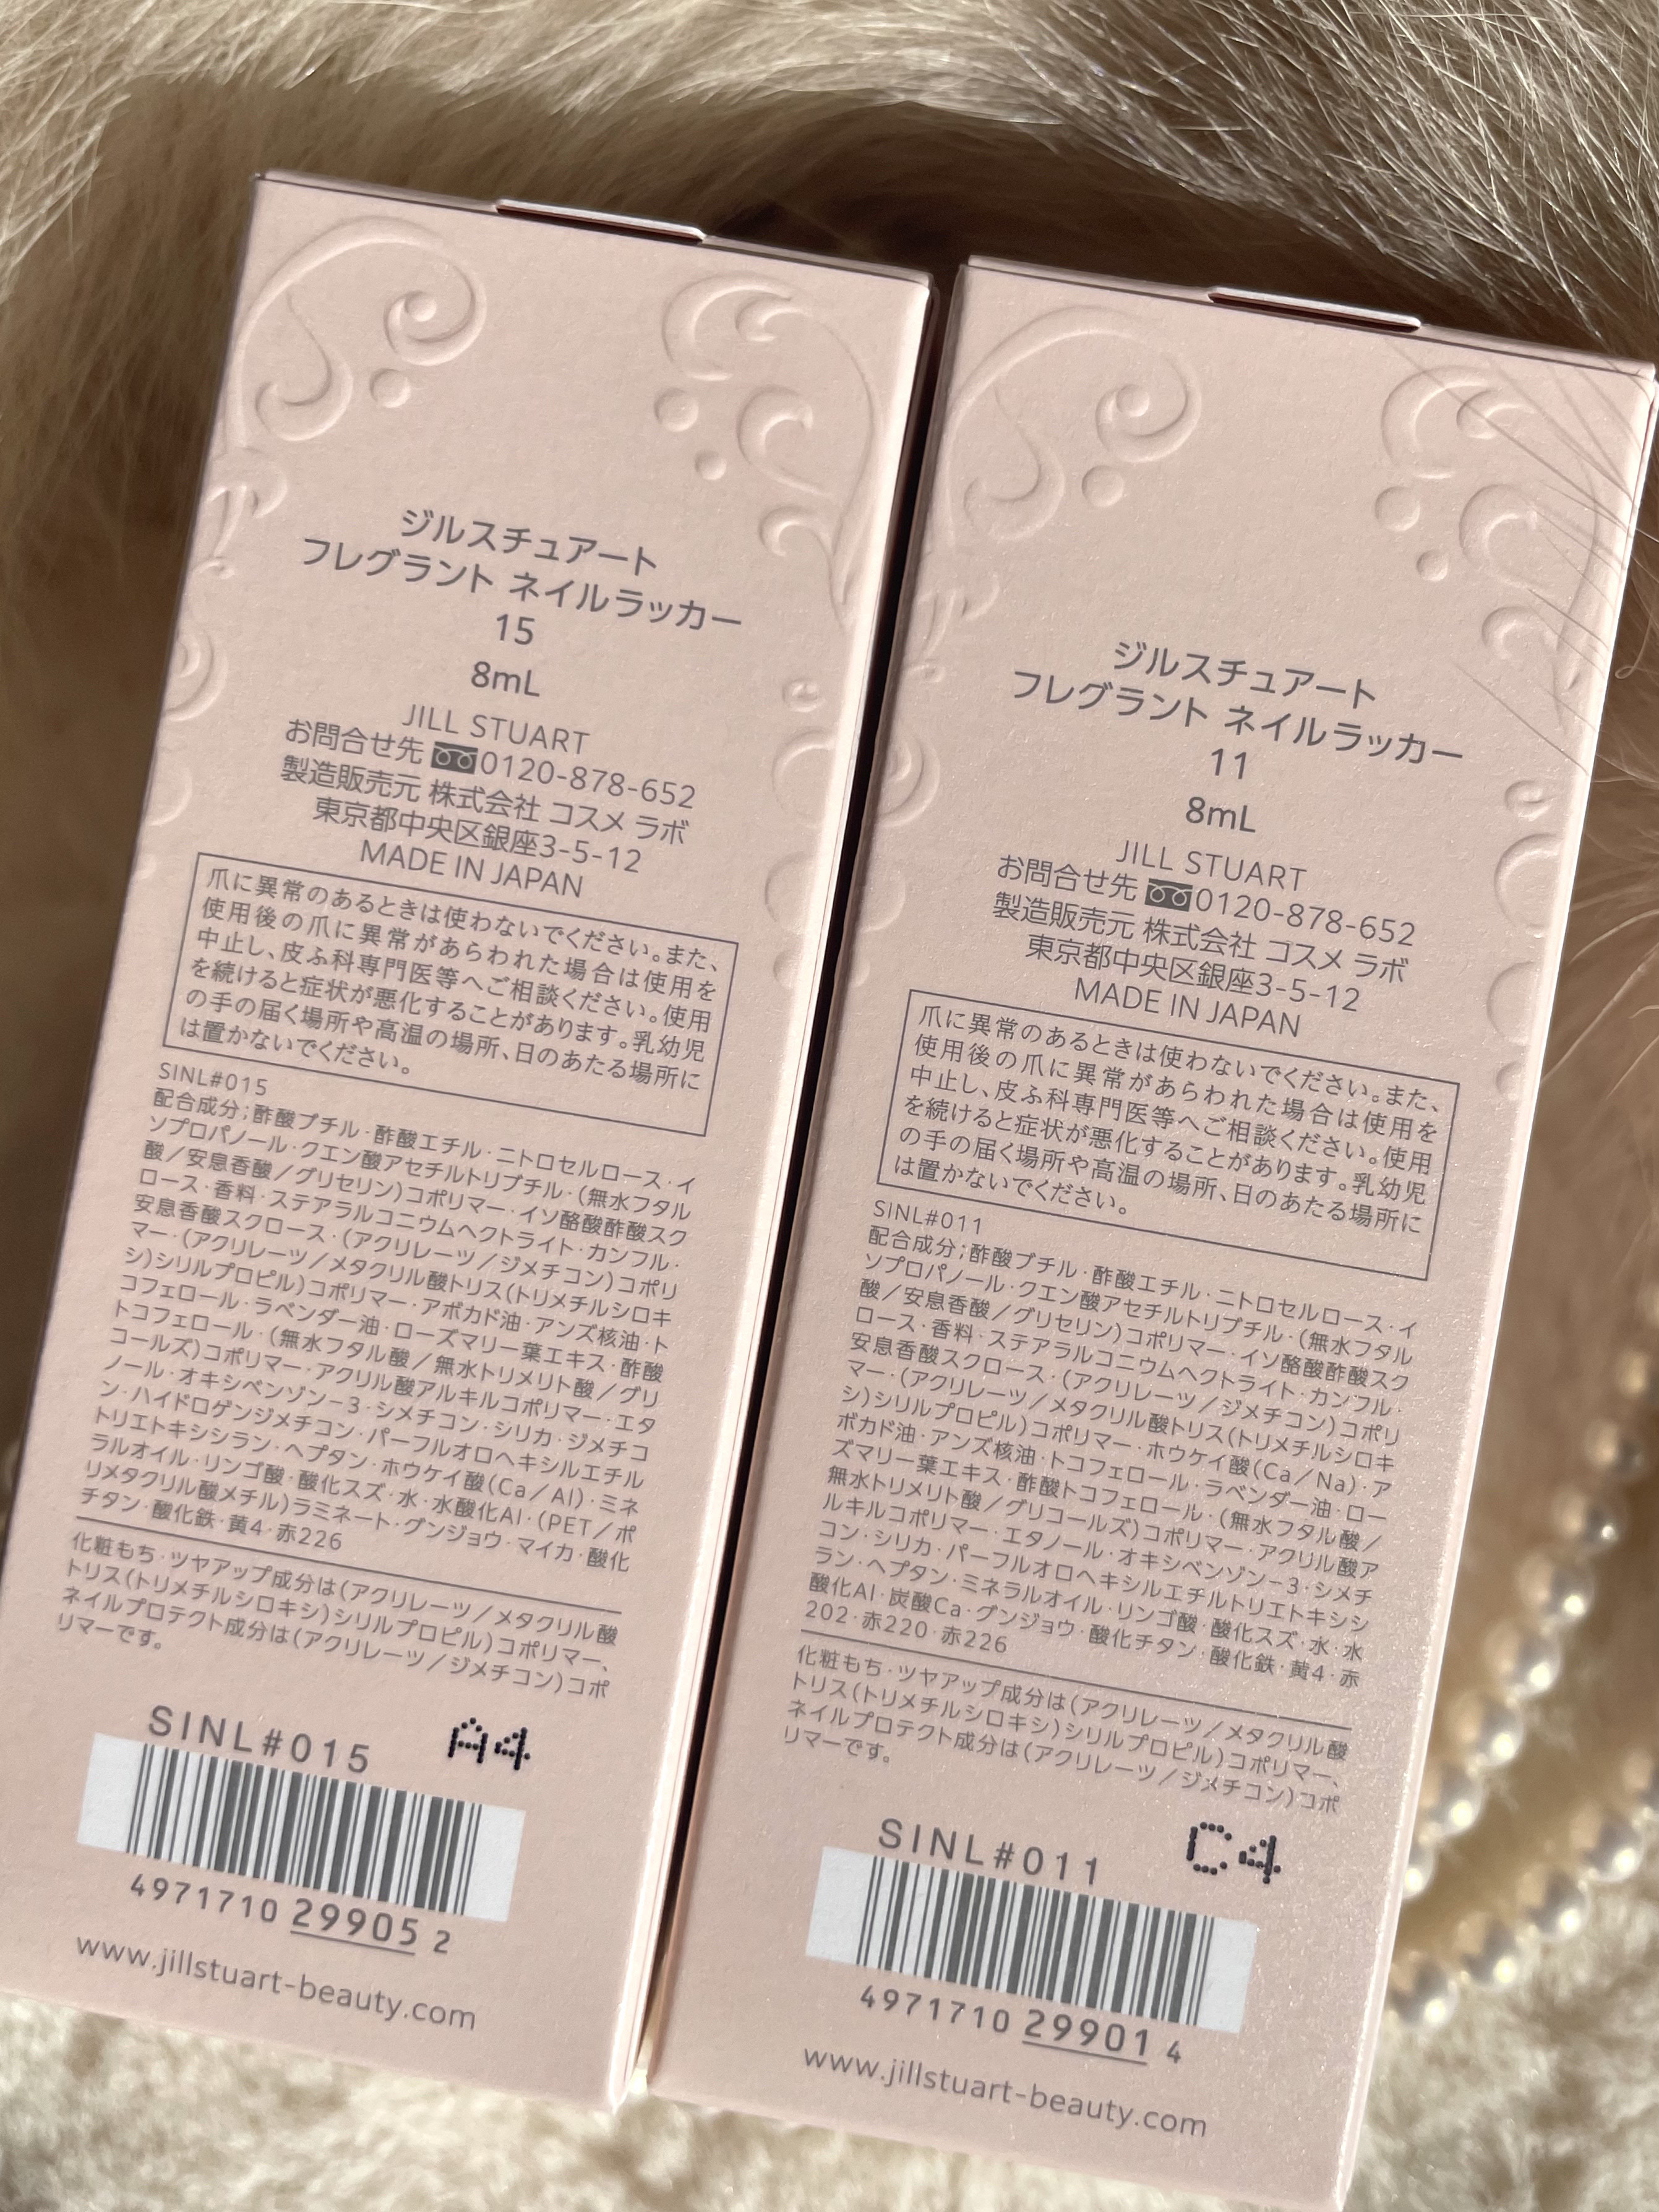 ジルスチュアート
フレグラント ネイルラッカー
15
8mL
JILL STUART
お問合せ先 0120-878-652
製造販売元 株式会社 コスメ ラボ
東京都中央区銀座3-5-12
MADE IN JAPAN
爪に異常のあるときは使わないでください。また、
使用後の爪に異常があらわれた場合は使用を
中止し、皮ふ科専門医等へご相談ください。使用
を続けると症状が悪化することがあります。乳幼児
の手の届く場所や高温の場所、日のあたる場所に
は置かないでください。
SINL#015
配合成分;酢酸ブチル・酢酸エチル・ニトロセルロース・イ
ソプロパノール・クエン酸アセチルトリブチル・(無水フタル
酸/安息香酸/グリセリン)コポリマー・イソ酪酸酢酸スク
ロース・香料・ステアラルコニウムヘクトライト・カンフル・
安息香酸スクロース・(アクリレーツ/ジメチコン)コポリ
マー・(アクリレーツ/メタクリル酸トリス(トリメチルシロキ
シ)シリルプロピル)コポリマー・アボカド油・アンズ核油・ト
コフェロール・ラベンダー油・ローズマリー葉エキス・酢酸
トコフェロール・(無水フタル酸/無水トリメリト酸/グリ
コールズ)コポリマー・アクリル酸アルキルコポリマー・エタ
ノール・オキシベンゾン-3・シメチコン・シリカ・ジメチコ
ン・ハイドロゲンジメチコン・パーフルオロヘキシルエチル
トリエトキシシラン・ヘプタン・ホウケイ酸(Ca/Al)・ミネ
ラルオイル・リンゴ酸・酸化スズ・水・水酸化Al・(PET/ポ
リメタクリル酸メチル)ラミネート・グンジョウ・マイカ・酸化
チタン・酸化鉄・黄4・赤226
化粧もち・ツヤアップ成分は(アクリレーツ/メタクリル酸
トリス(トリメチルシロキシ)シリルプロピル)コポリマー、
ネイルプロテクト成分は(アクリレーツ/ジメチコン)コポ
リマーです。
SINL#015
A4
4971710 29905 2
www.jillstuart-beauty.com
ジルスチュアート
フレグラント ネイルラッカー
11
8mL
JILL STUART
お問合せ先 0120-878-652
製造販売元 株式会社 コスメ ラボ
東京都中央区銀座3-5-12
MADE IN JAPAN
爪に異常のあるときは使わないでください。また、
使用後の爪に異常があらわれた場合は使用を
中止し、皮ふ科専門医等へご相談ください。使用
を続けると症状が悪化することがあります。乳幼児
の手の届く場所や高温の場所、日のあたる場所に
は置かないでください。
SINL#011
配合成分;酢酸ブチル・酢酸エチル・ニトロセルロース・イ
ソプロパノール・クエン酸アセチルトリブチル・(無水フタル
酸/安息香酸/グリセリン)コポリマー・イソ酪酸酢酸スク
ロース・香料・ステアラルコニウムヘクトライト・カンフル・
安息香酸スクロース・(アクリレーツ/ジメチコン)コポリ
マー・(アクリレーツ/メタクリル酸トリス(トリメチルシロキ
シ)シリルプロピル)コポリマー・ホウケイ酸(Ca/Na)・ア
ボカド油・アンズ核油・トコフェロール・ラベンダー油・ロー
ズマリー葉エキス・酢酸トコフェロール・(無水フタル酸/
無水トリメリト酸/グリコールズ)コポリマー・アクリル酸ア
ルキルコポリマー・エタノール・オキシベンゾン-3・シメチ
コン・シリカ・パーフルオロヘキシルエチルトリエトキシシ
ラン・ヘプタン・ミネラルオイル・リンゴ酸・酸化スズ・水・水
酸化Al・炭酸Ca・グンジョウ・酸化チタン・酸化鉄・黄4・赤
202・赤220・赤226
化粧もち・ツヤアップ成分は(アクリレーツ/メタクリル酸
トリス(トリメチルシロキシ)シリルプロピル)コポリマー、
ネイルプロテクト成分は(アクリレーツ/ジメチコン)コポ
リマーです。
SINL#011
C4
4971710 29901 4
www.jillstuart-beauty.com